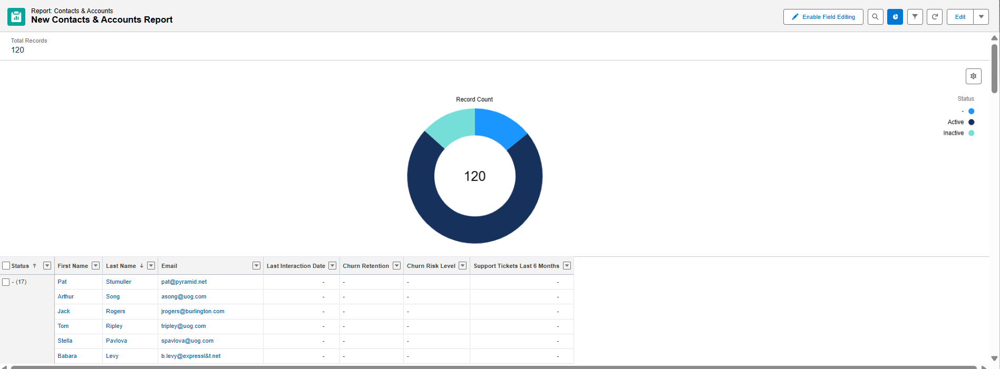 Report: Contacts & Accounts
New Contacts & Accounts Report
Enable Field Editing
Edit
Total Records
120
Record Count
120
Status
-
Active
Inactive
Status First Name Last Name Email Last Interaction Date Churn Retention Churn Risk Level Support Tickets Last 6 Months
- (17) Pat Stumuller pat@pyramid.net - - - -
Arthur Song asong@uog.com - - - -
Jack Rogers jrogers@burlington.com - - - -
Tom Ripley tripley@uog.com - - - -
Stella Pavlova spavlova@uog.com - - - -
Babara Levy b.levy@expressl&t.net - - - -